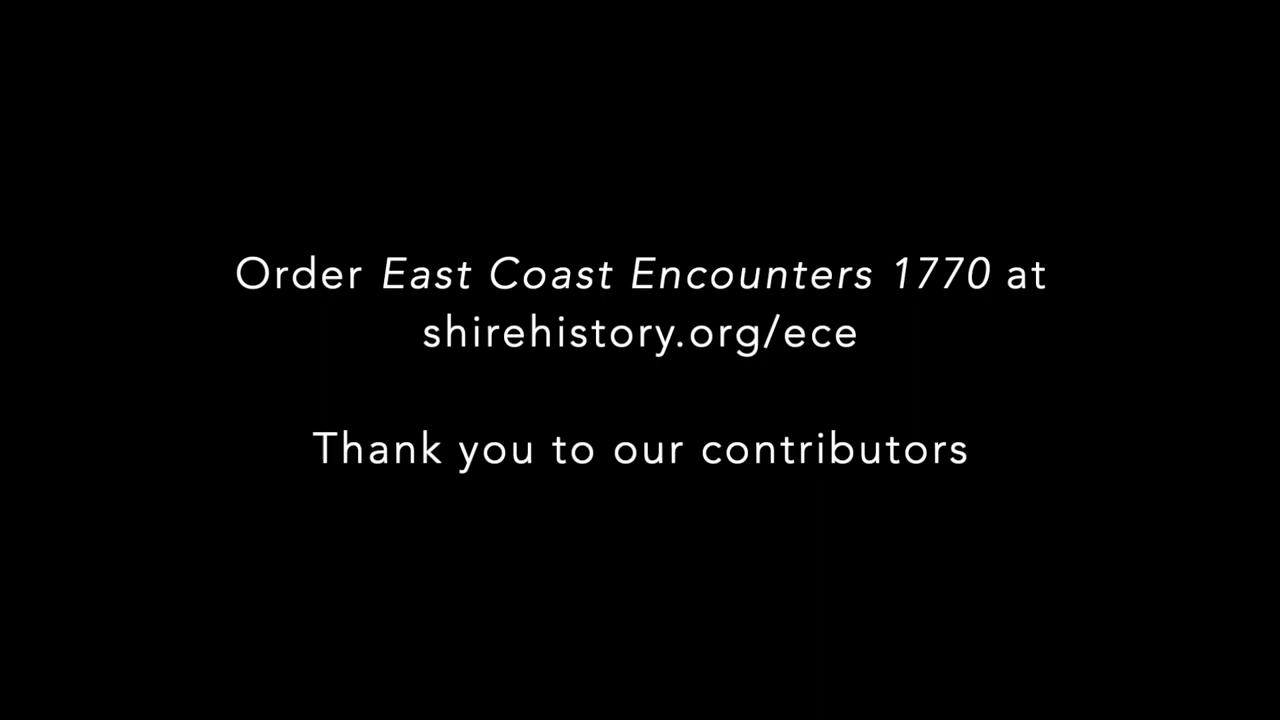 Order East Coast Encounters 1770 at
shirehistory.org/ece
Thank you to our contributors